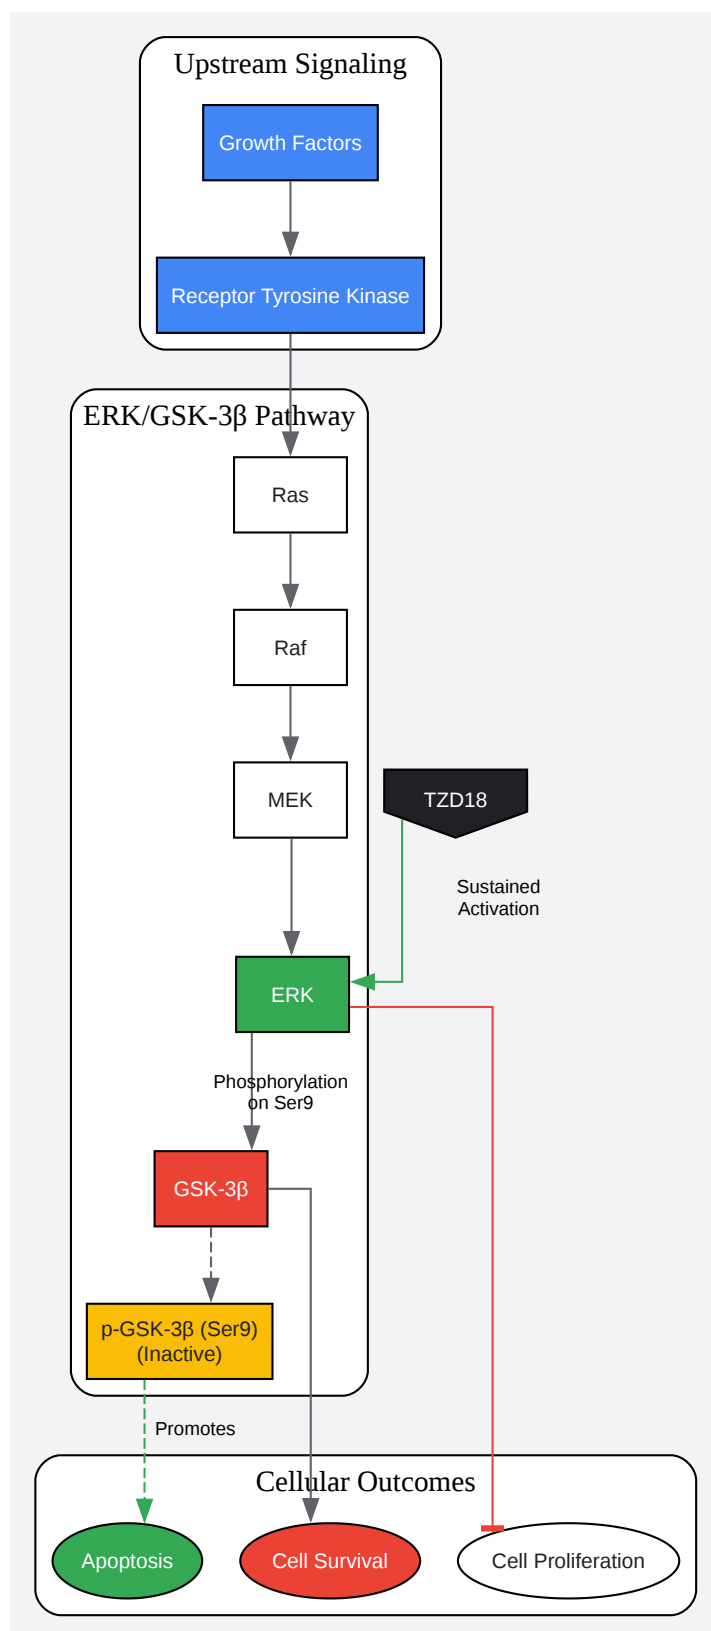 Upstream Signaling
Growth Factors
Receptor Tyrosine Kinase
ERK/GSK-3β Pathway
Ras
Raf
MEK
TZD18
Sustained
Activation
ERK
Phosphorylation
on Ser9
GSK-3β
p-GSK-3β (Ser9)
(Inactive)
Promotes
Cellular Outcomes
Apoptosis
Cell Survival
Cell Proliferation